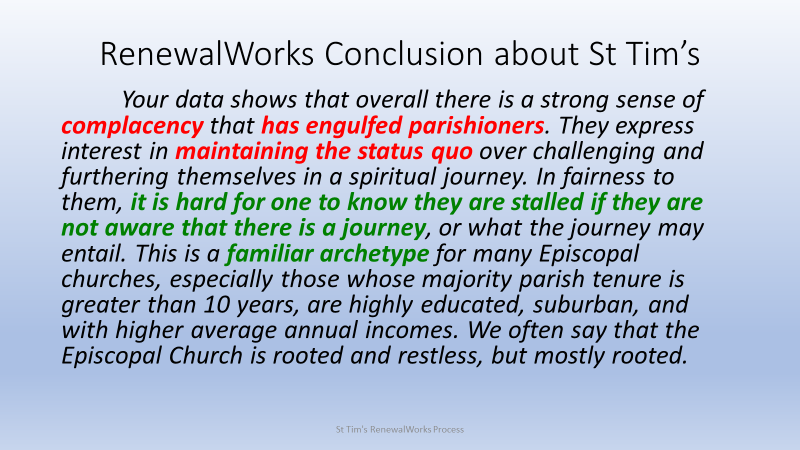 RenewalWorks Conclusion about St Tim’s
Your data shows that overall there is a strong sense of
complacency that has engulfed parishioners. They express
interest in maintaining the status quo over challenging and
furthering themselves in a spiritual journey. In fairness to
them, it is hard for one to know they are stalled if they are
not aware that there is a journey, or what the journey may
entail. This is a familiar archetype for many Episcopal
churches, especially those whose majority parish tenure is
greater than 10 years, are highly educated, suburban, and
with higher average annual incomes. We often say that the
Episcopal Church is rooted and restless, but mostly rooted.
St Tim's RenewalWorks Process